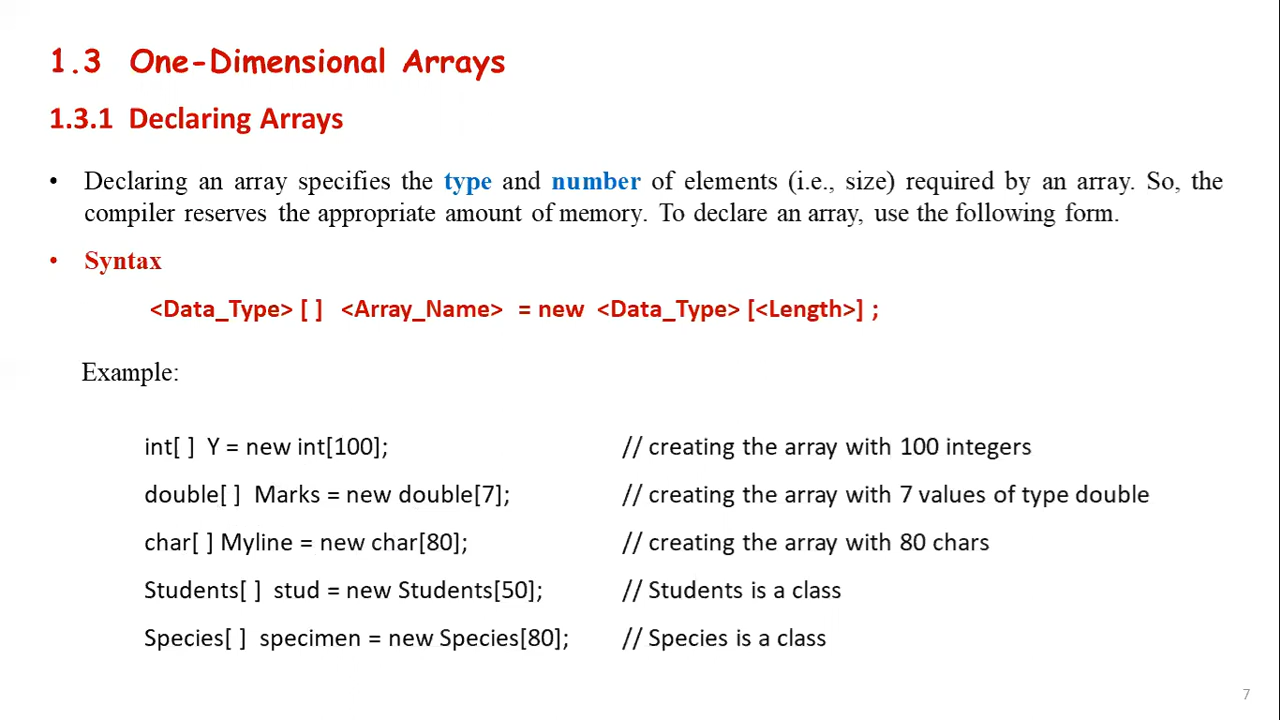 1.3 One-Dimensional Arrays
1.3.1 Declaring Arrays
• Declaring an array specifies the type and number of elements (i.e., size) required by an array. So, the
compiler reserves the appropriate amount of memory. To declare an array, use the following form.
• Syntax
<Data_Type> [ ] <Array_Name> = new <Data_Type> [<Length>] ;
Example:
int[ ] Y = new int[100]; // creating the array with 100 integers
double[ ] Marks = new double[7]; // creating the array with 7 values of type double
char[ ] Myline = new char[80]; // creating the array with 80 chars
Students[ ] stud = new Students[50]; // Students is a class
Species[ ] specimen = new Species[80]; // Species is a class
7